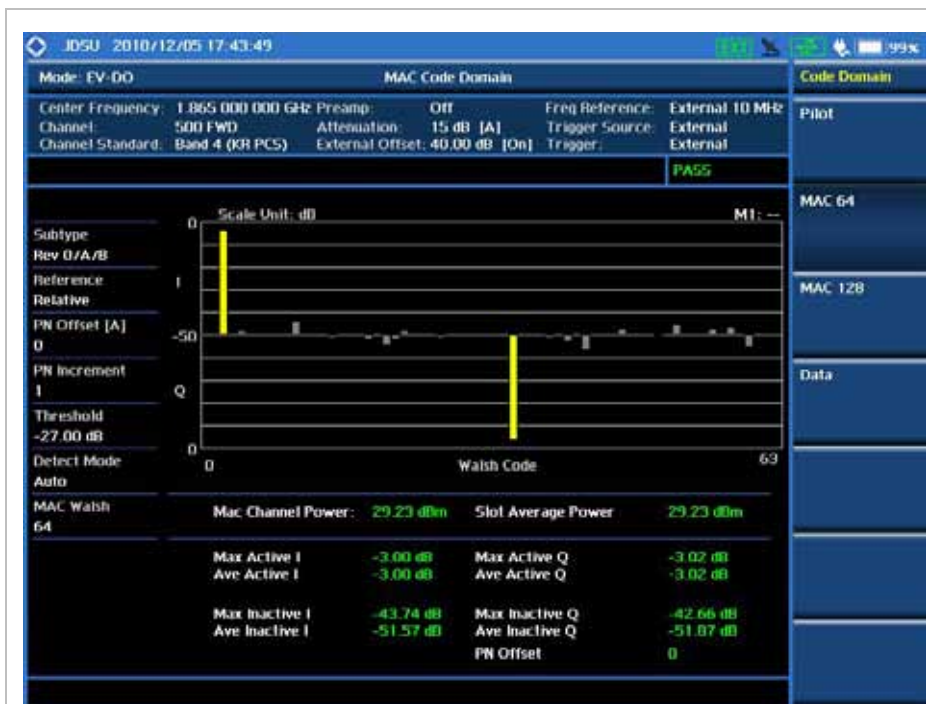 JDSU 2010/12/05 17:43:49
99%
Mode: EV-DO MAC Code Domain Code Domain
Center Frequency: 1.865 000 000 GHz Preamp: Off Freq Reference: External 10 MHz
Channel: 500 FWD Attenuation: 15 dB [A] Trigger Source: External
Channel Standard: Band 4 (KR PCS) External Offset: 40.00 dB [On] Trigger: External
PASS
Pilot
MAC 64
MAC 128
Data
Scale Unit: dB M1: --
Subtype
Rev 0/A/B
Reference
Relative
PN Offset [A]
0
PN Increment
1
Threshold
-27.00 dB
Detect Mode
Auto
MAC Walsh
64
0
I
-50
Q
0
0 Walsh Code 63
Mac Channel Power: 29.23 dBm Slot Average Power 29.23 dBm
Max Active I -3.00 dB Max Active Q -3.02 dB
Ave Active I -3.00 dB Ave Active Q -3.02 dB
Max Inactive I -43.74 dB Max Inactive Q -42.66 dB
Ave Inactive I -51.57 dB Ave Inactive Q -51.87 dB
PN Offset 0